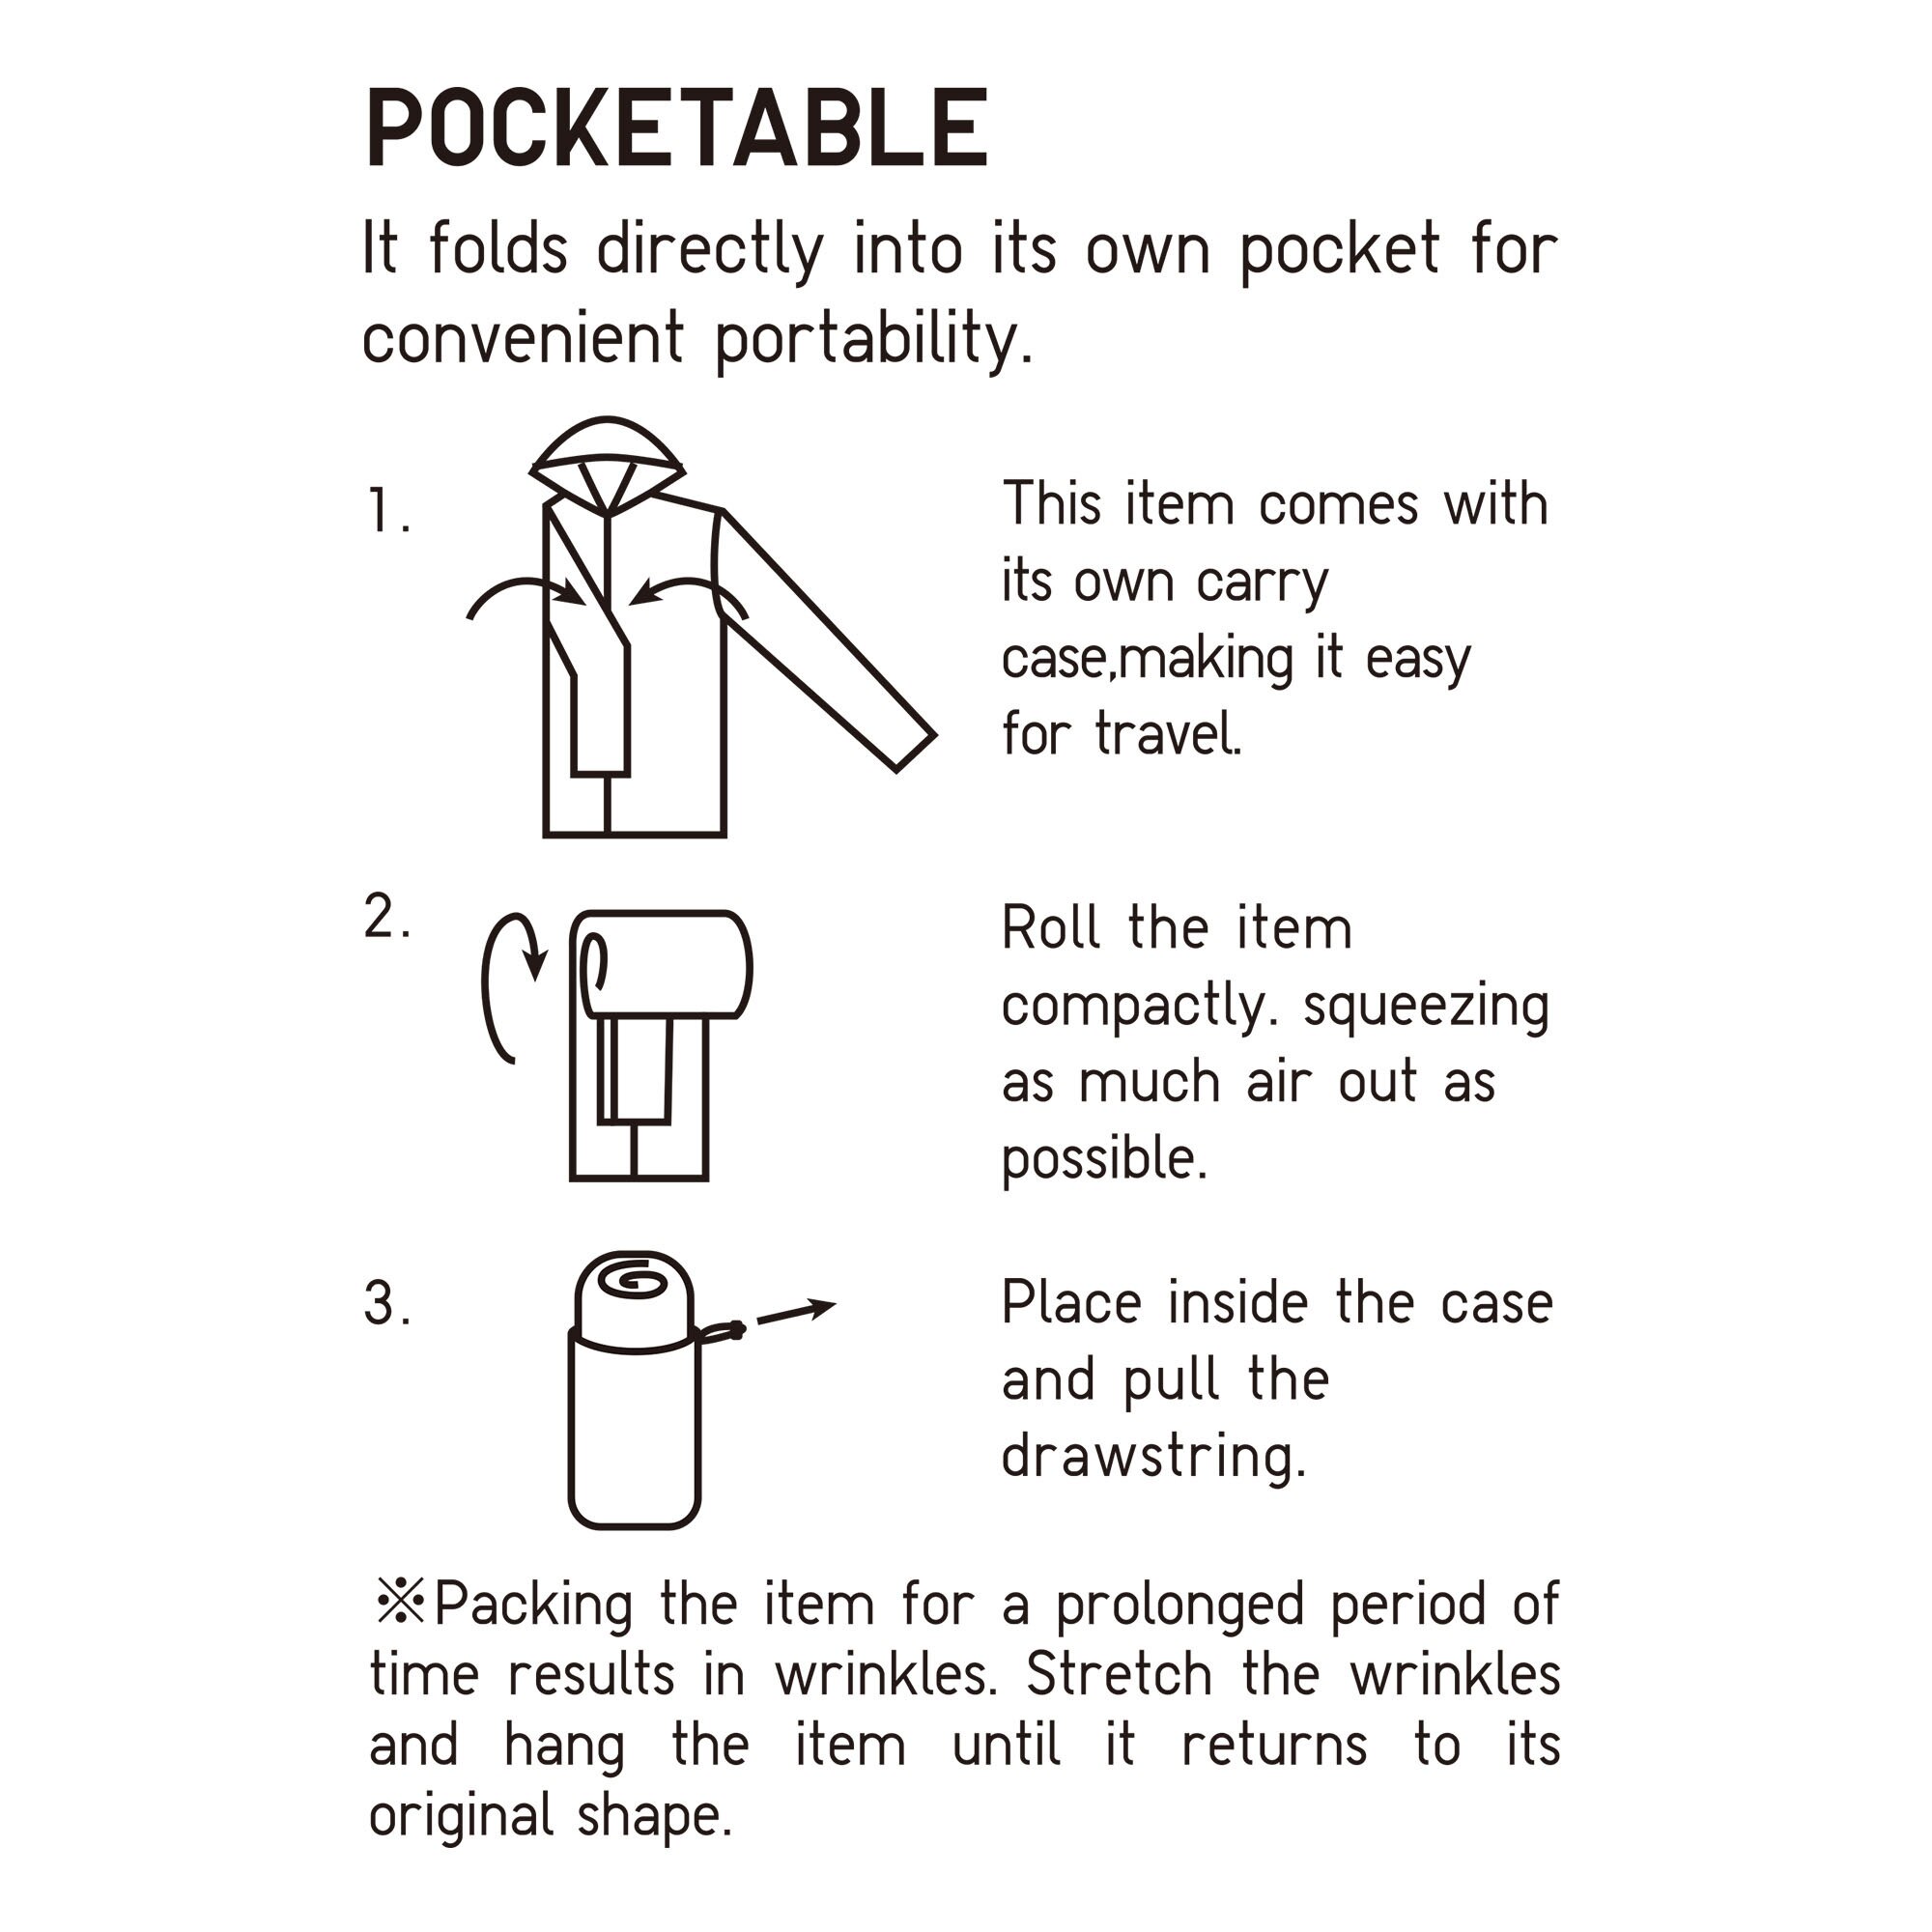 POCKETABLE
It folds directly into its own pocket for
convenient portability.
1.
This item comes with
its own carry
case,making it easy
for travel.
2.
Roll the item
compactly. squeezing
as much air out as
possible.
3.
Place inside the case
and pull the
drawstring.
※Packing the item for a prolonged period of
time results in wrinkles. Stretch the wrinkles
and hang the item until it returns to its
original shape.